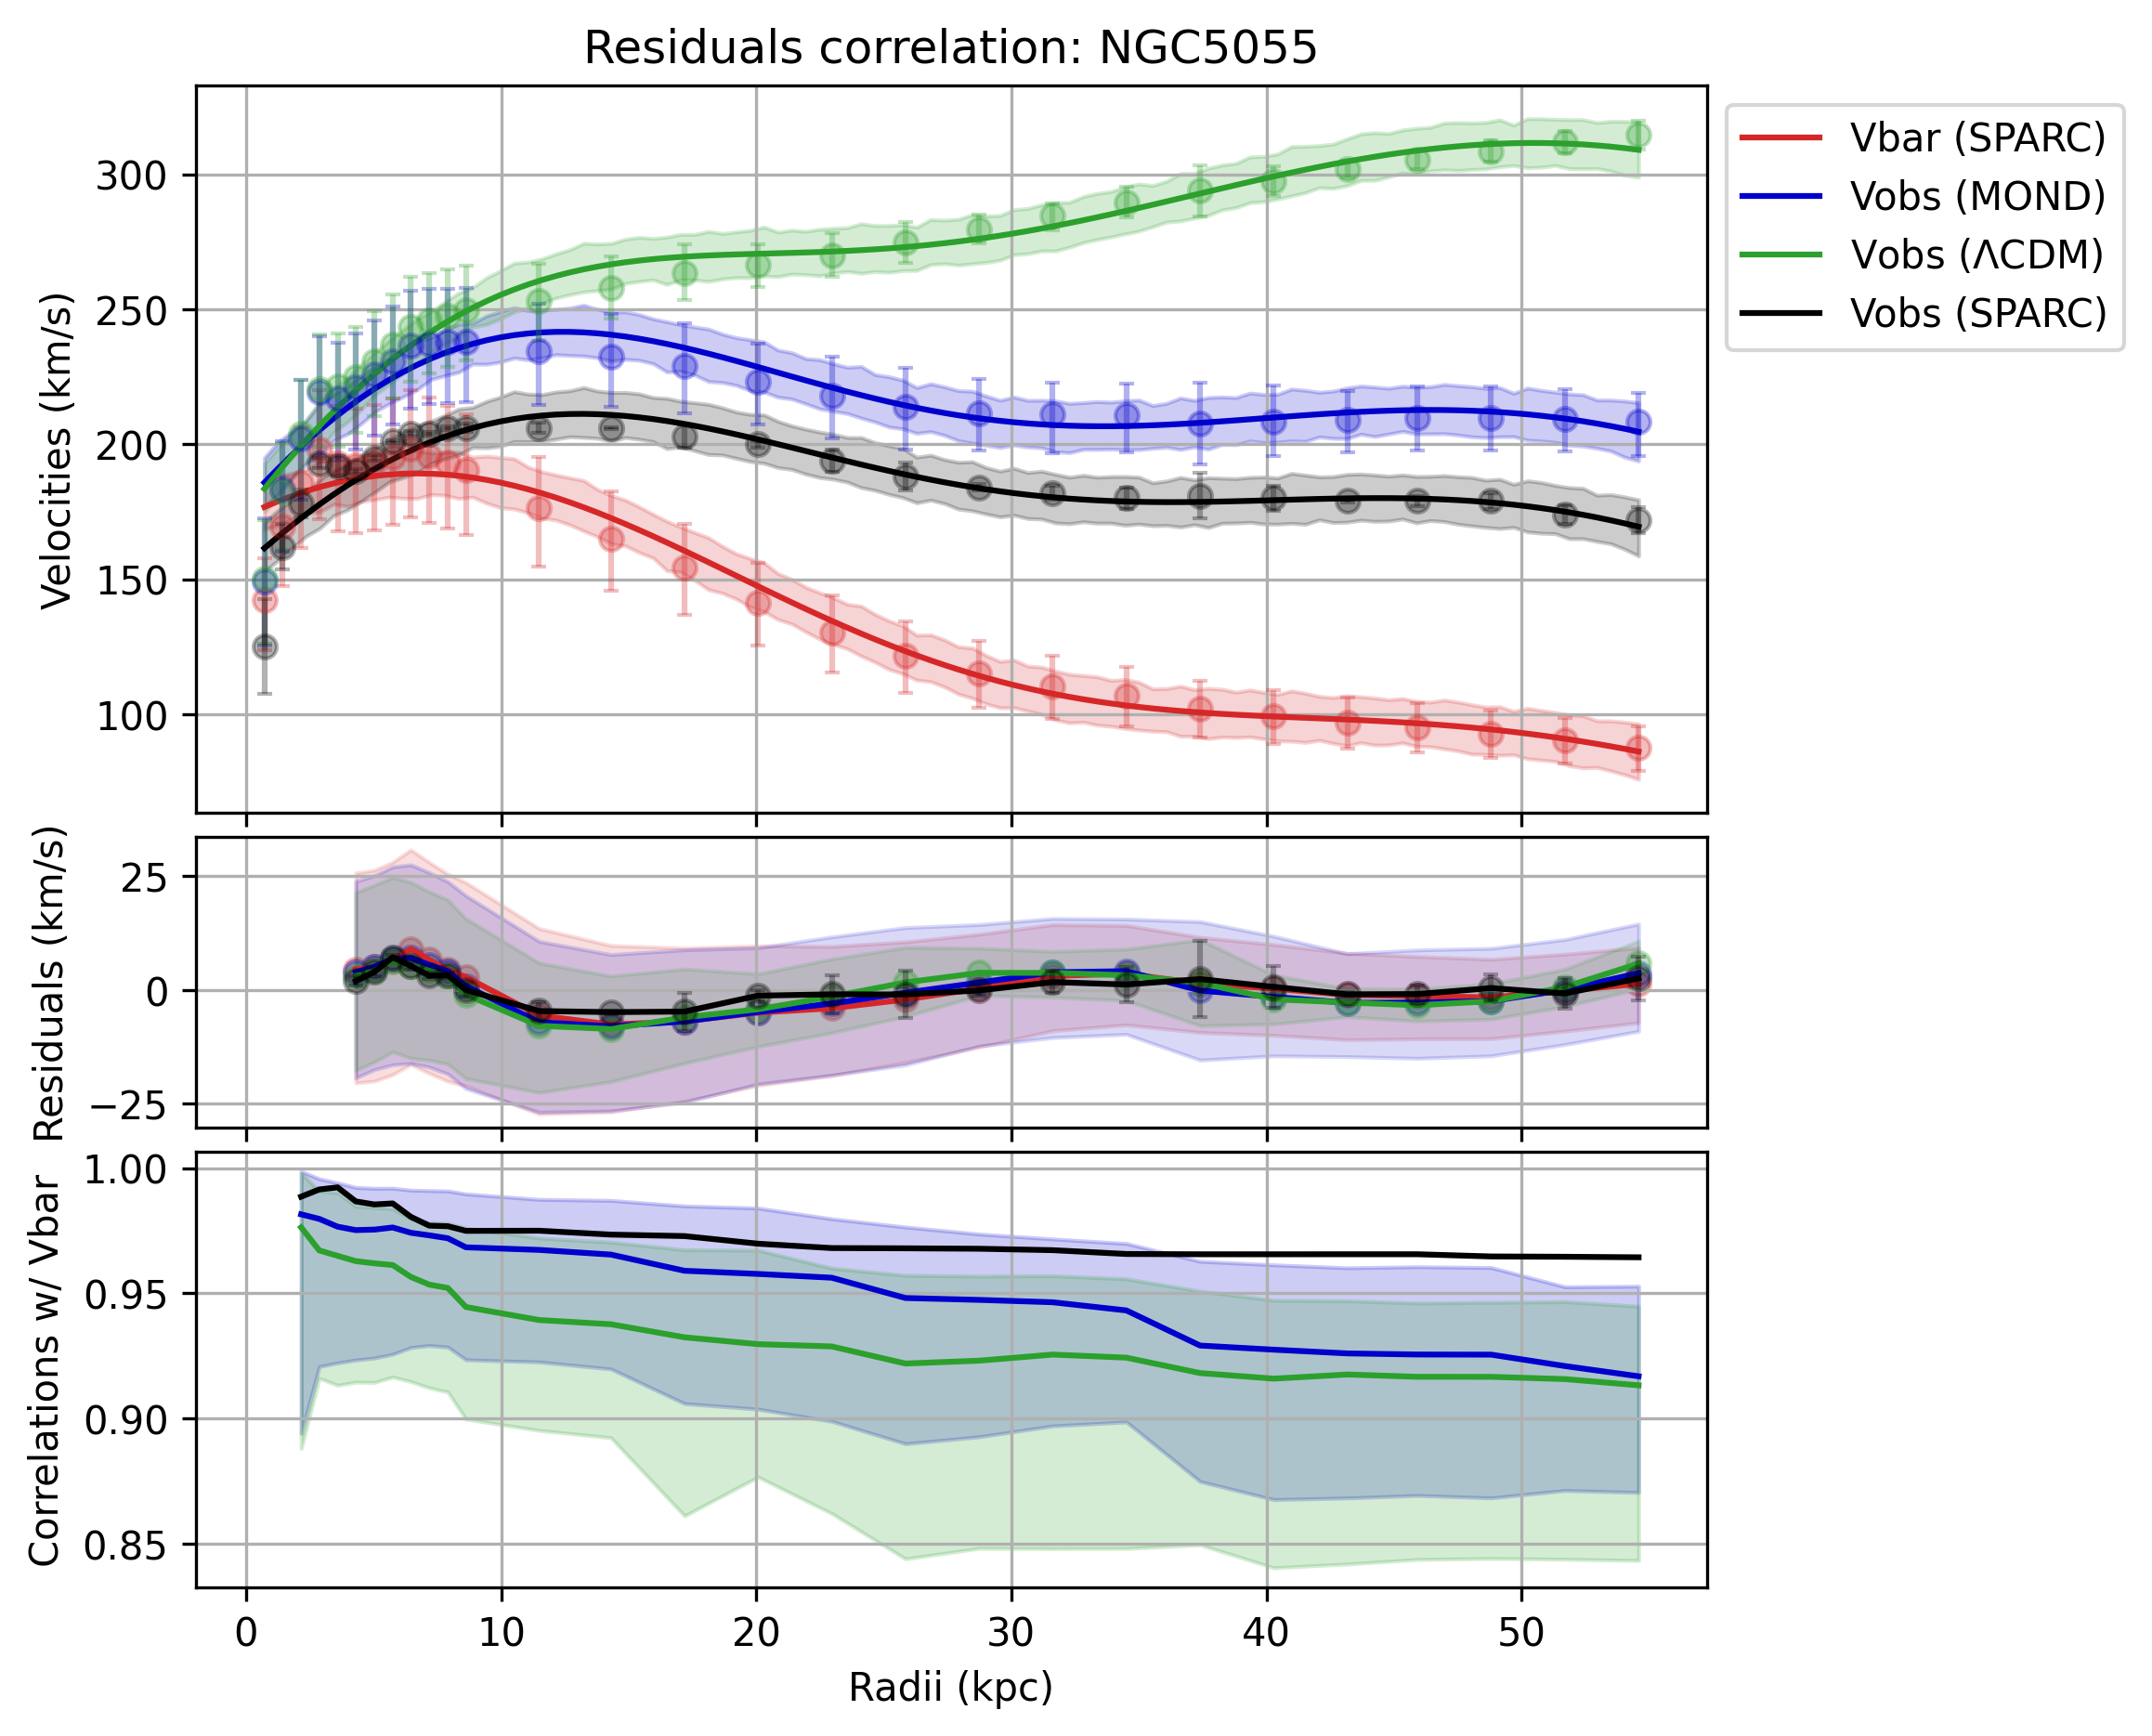 Residuals correlation: NGC5055
Velocities (km/s)
300
250
200
150
100
Vbar (SPARC)
Vobs (MOND)
Vobs (ΛCDM)
Vobs (SPARC)
Residuals (km/s)
25
0
−25
Correlations w/ Vbar
1.00
0.95
0.90
0.85
0 10 20 30 40 50
Radii (kpc)